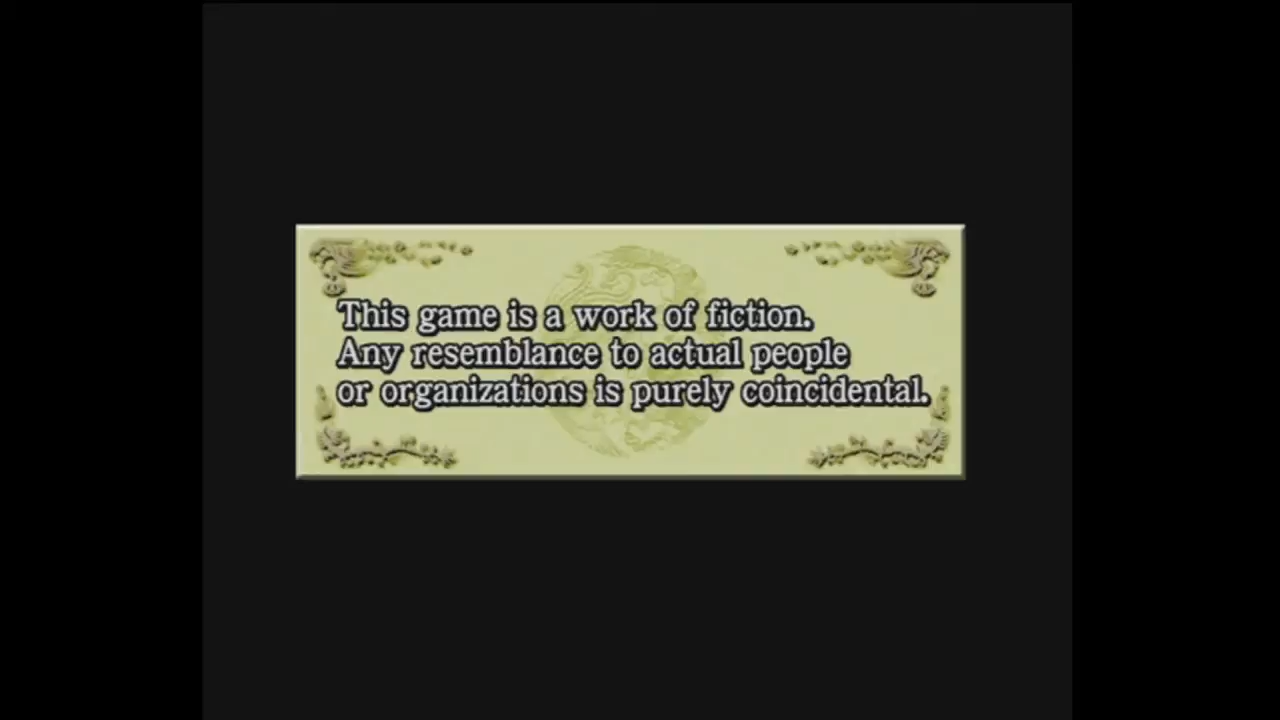 This game is a work of fiction.
Any resemblance to actual people
or organizations is purely coincidental.